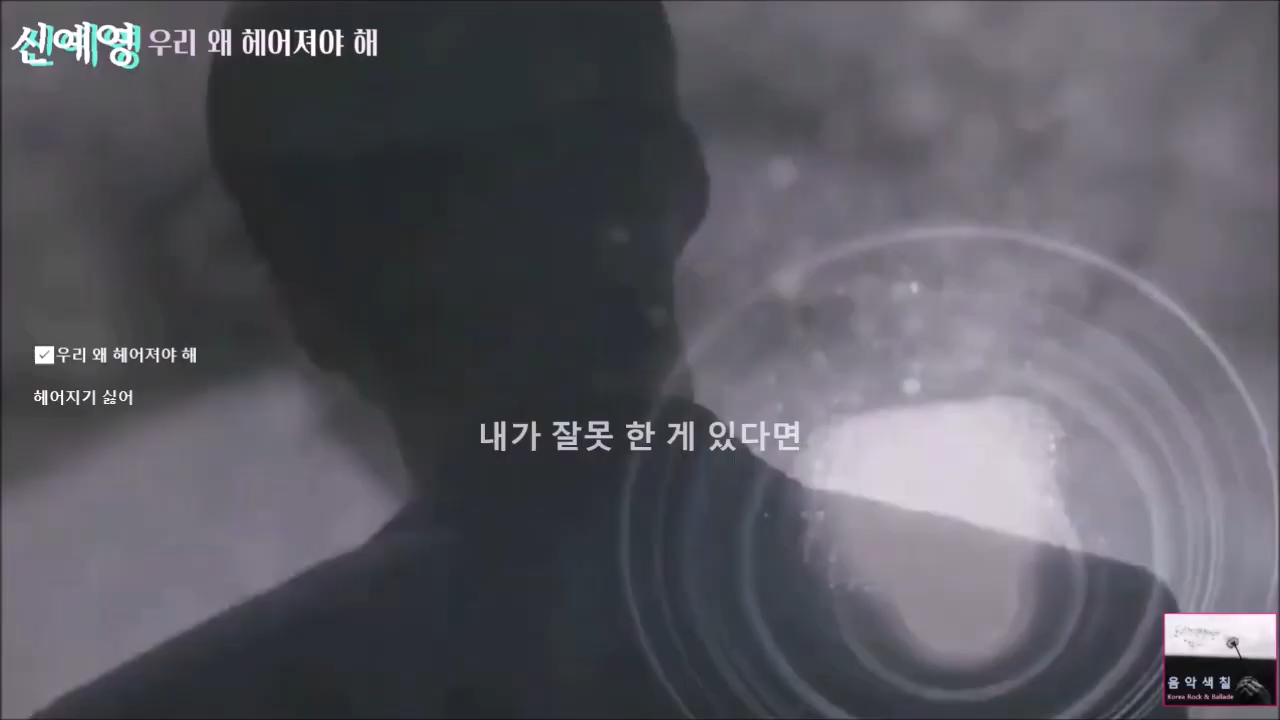 신예영 우리 왜 헤어져야 해
우리 왜 헤어져야 해
헤어지기 싫어
내가 잘못 한 게 있다면
음악색칠
Korea Rock & Ballade